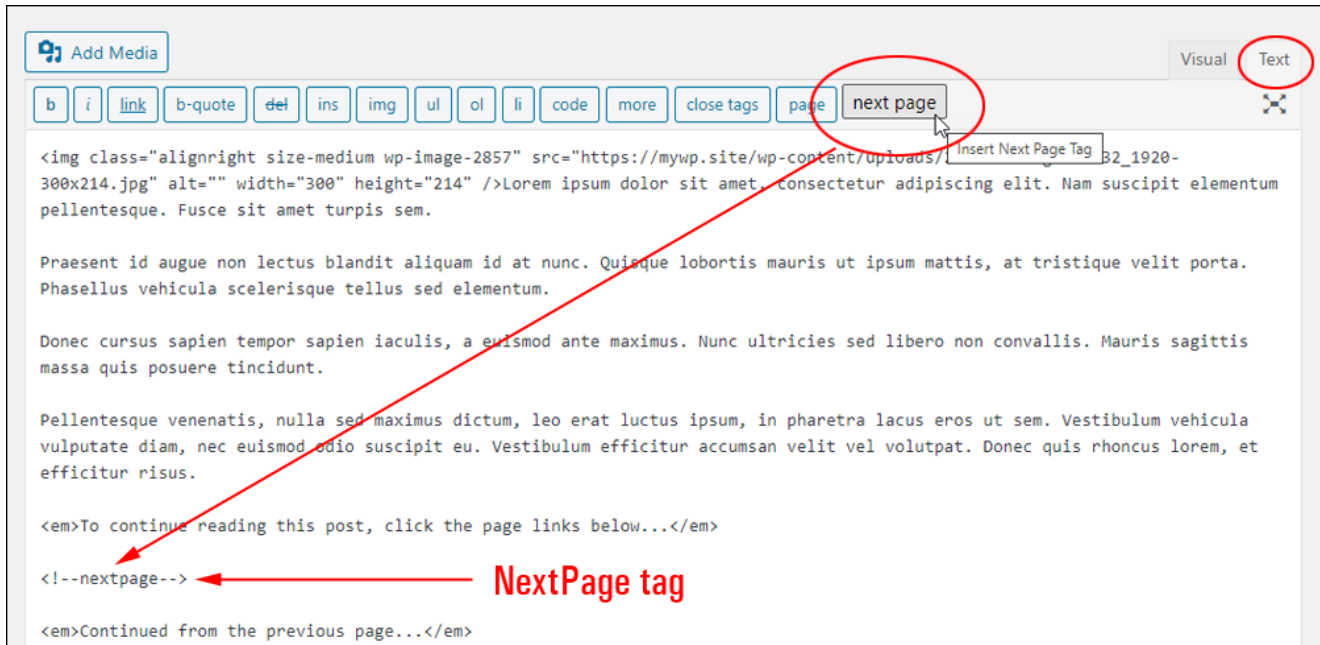 Add Media
Visual Text
b i link b-quote del ins img ul ol li code more close tags page next page
Insert Next Page Tag
<img class="alignright size-medium wp-image-2857" src="https://mywp.site/wp-content/uploads/ 32_1920-
300x214.jpg" alt="" width="300" height="214" />Lorem ipsum dolor sit amet, consectetur adipiscing elit. Nam suscipit elementum
pellentesque. Fusce sit amet turpis sem.
Praesent id augue non lectus blandit aliquam id at nunc. Quisque lobortis mauris ut ipsum mattis, at tristique velit porta.
Phasellus vehicula scelerisque tellus sed elementum.
Donec cursus sapien tempor sapien iaculis, a euismod ante maximus. Nunc ultricies sed libero non convallis. Mauris sagittis
massa quis posuere tincidunt.
Pellentesque venenatis, nulla sed maximus dictum, leo erat luctus ipsum, in pharetra lacus eros ut sem. Vestibulum vehicula
vulputate diam, nec euismod odio suscipit eu. Vestibulum efficitur accumsan velit vel volutpat. Donec quis rhoncus lorem, et
efficitur risus.
<em>To continue reading this post, click the page links below...</em>
<!--nextpage--> NextPage tag
<em>Continued from the previous page...</em>